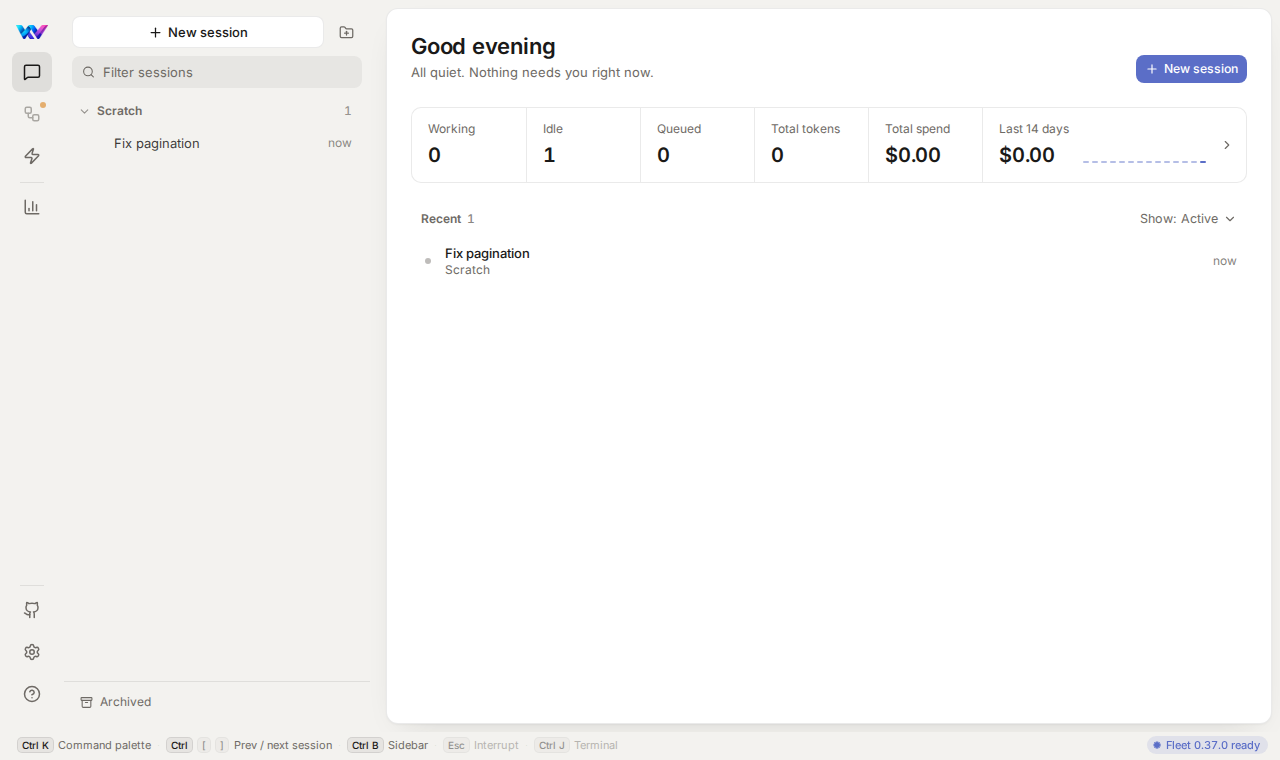 New session
Filter sessions
Scratch 1
Fix pagination now
Archived
Good evening
All quiet. Nothing needs you right now.
New session
Working
0
Idle
1
Queued
0
Total tokens
0
Total spend
$0.00
Last 14 days
$0.00
Recent 1
Show: Active
Fix pagination
Scratch
now
Ctrl K Command palette Ctrl [ ] Prev / next session Ctrl B Sidebar Esc Interrupt Ctrl J Terminal
Fleet 0.37.0 ready